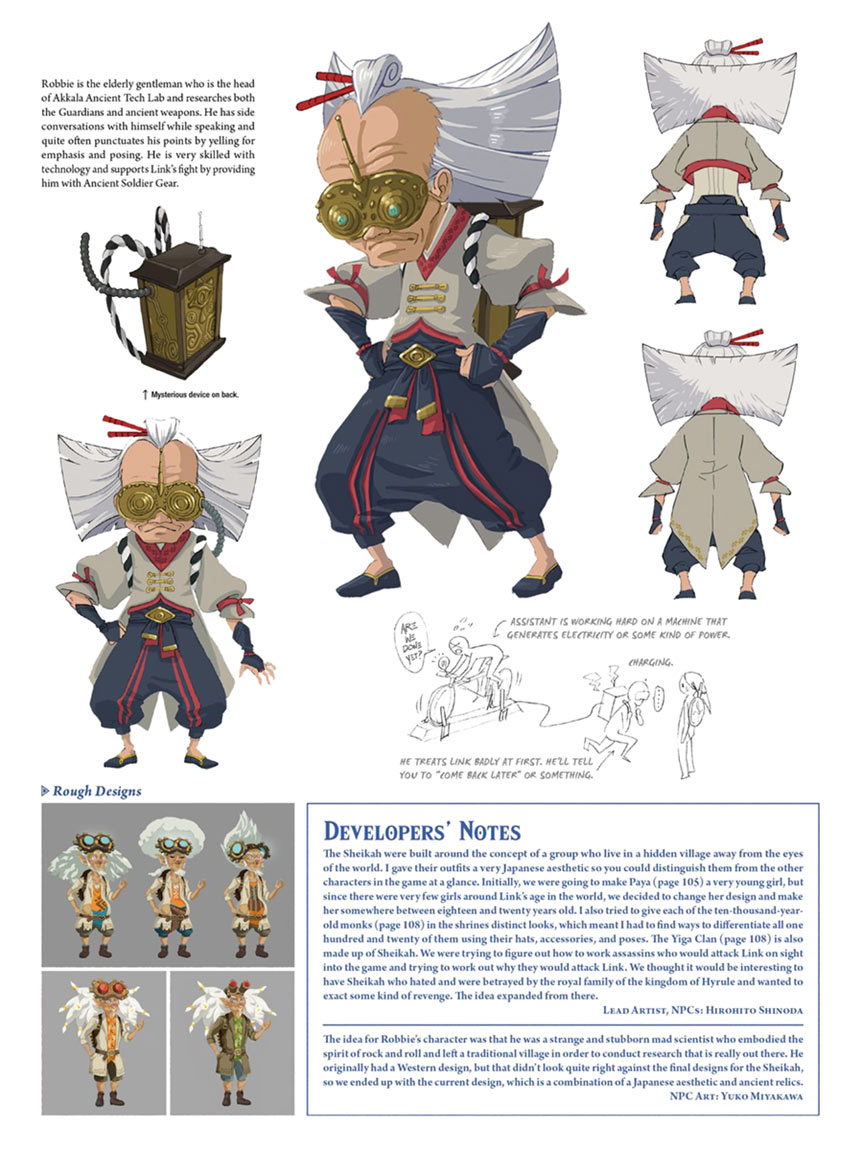 Robbie is the elderly gentleman who is the head
of Akkala Ancient Tech Lab and researches both
the Guardians and ancient weapons. He has side
conversations with himself while speaking and
quite often punctuates his points by yelling for
emphasis and posing. He is very skilled with
technology and supports Link's fight by providing
him with Ancient Soldier Gear.
↑ Mysterious device on back.
ARE
WE
DONE
YET?
ASSISTANT IS WORKING HARD ON A MACHINE THAT
GENERATES ELECTRICITY OR SOME KIND OF POWER.
CHARGING.
HE TREATS LINK BADLY AT FIRST. HE'LL TELL
YOU TO "COME BACK LATER" OR SOMETHING.
Rough Designs
Developers' Notes
The Sheikah were built around the concept of a group who live in a hidden village away from the eyes
of the world. I gave their outfits a very Japanese aesthetic so you could distinguish them from the other
characters in the game at a glance. Initially, we were going to make Paya (page 105) a very young girl, but
since there were very few girls around Link's age in the world, we decided to change her design and make
her somewhere between eighteen and twenty years old. I also tried to give each of the ten-thousand-year-
old monks (page 108) in the shrines distinct looks, which meant I had to find ways to differentiate all one
hundred and twenty of them using their hats, accessories, and poses. The Yiga Clan (page 108) is also
made up of Sheikah. We were trying to figure out how to work assassins who would attack Link on sight
into the game and trying to work out why they would attack Link. We thought it would be interesting to
have Sheikah who hated and were betrayed by the royal family of the kingdom of Hyrule and wanted to
exact some kind of revenge. The idea expanded from there.
Lead Artist, NPCs: Hirohito Shinoda
The idea for Robbie's character was that he was a strange and stubborn mad scientist who embodied the
spirit of rock and roll and left a traditional village in order to conduct research that is really out there. He
originally had a Western design, but that didn't look quite right against the final designs for the Sheikah,
so we ended up with the current design, which is a combination of a Japanese aesthetic and ancient relics.
NPC Art: Yuko Miyakawa